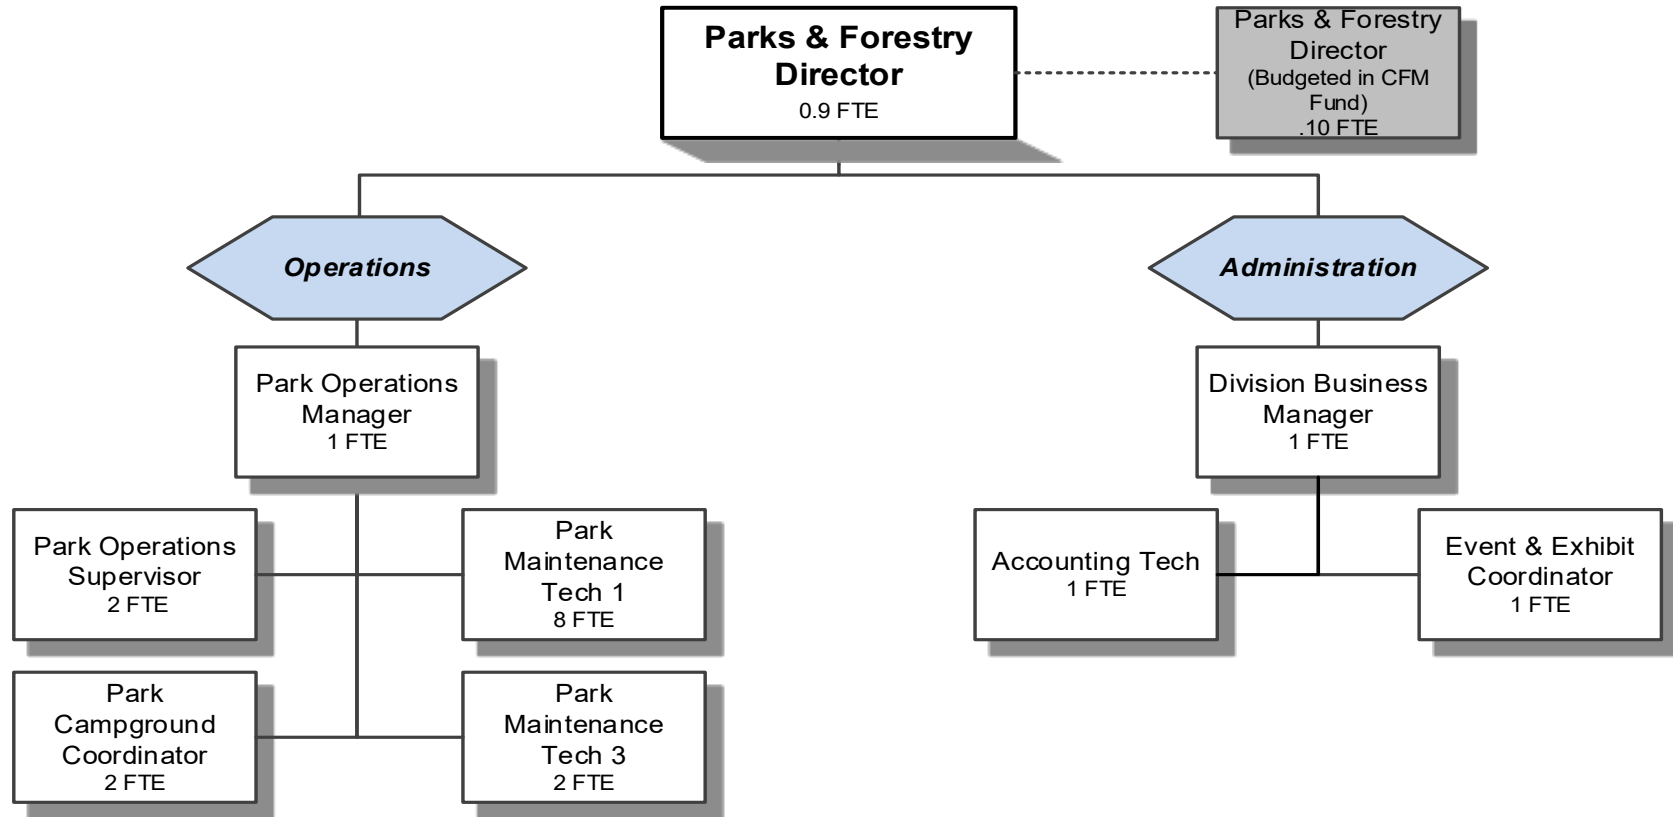 Parks & Forestry
Director
0.9 FTE
Parks & Forestry
Director
(Budgeted in CFM
Fund)
.10 FTE
Operations
Administration
Park Operations
Manager
1 FTE
Division Business
Manager
1 FTE
Park Operations
Supervisor
2 FTE
Park
Maintenance
Tech 1
8 FTE
Accounting Tech
1 FTE
Event & Exhibit
Coordinator
1 FTE
Park
Campground
Coordinator
2 FTE
Park
Maintenance
Tech 3
2 FTE